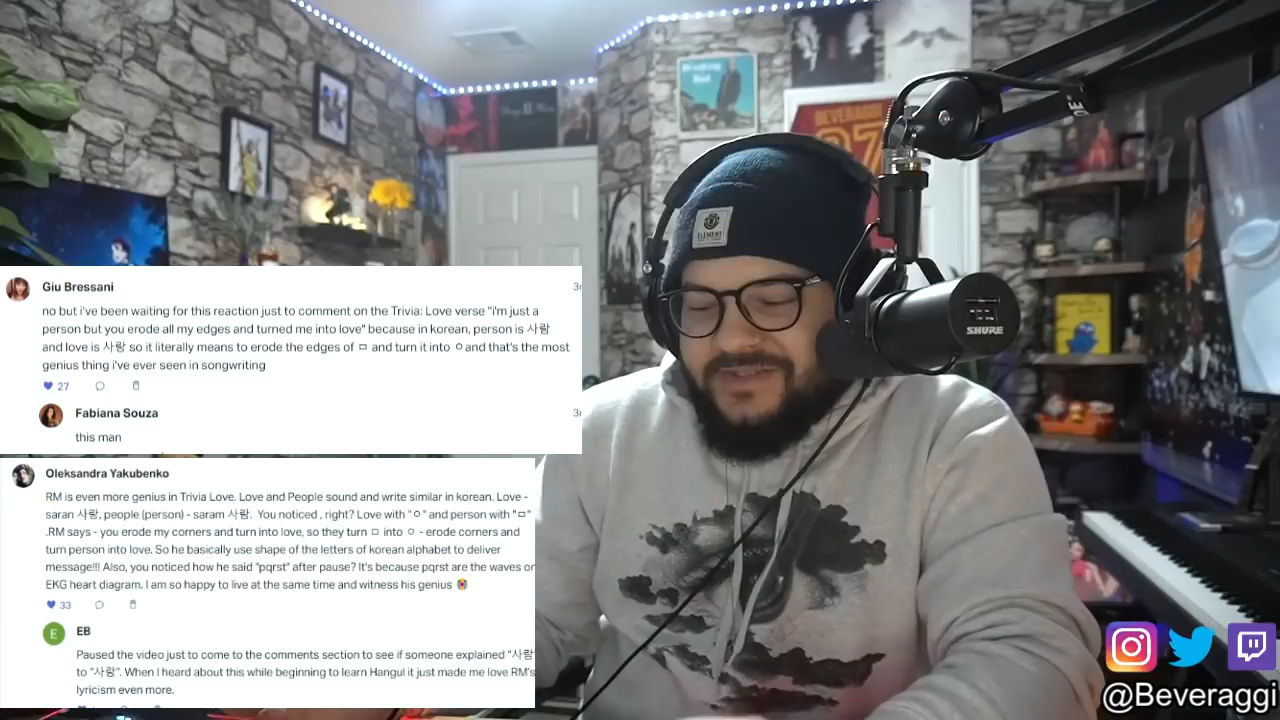 Giu Bressani
no but i've been waiting for this reaction just to comment on the Trivia: Love verse "i'm just a
person but you erode all my edges and turned me into love" because in korean, person is 사람
and love is 사랑 so it literally means to erode the edges of ㅁ and turn it into ㅇand that's the most
genius thing i've ever seen in songwriting
27
Fabiana Souza
this man
Oleksandra Yakubenko
RM is even more genius in Trivia Love. Love and People sound and write similar in korean. Love -
saran 사랑, people (person) - saram 사람. You noticed , right? Love with "ㅇ" and person with "ㅁ"
.RM says - you erode my corners and turn into love, so they turn ㅁ into ㅇ - erode corners and
turn person into love. So he basically use shape of the letters of korean alphabet to deliver
message!!! Also, you noticed how he said "pqrst" after pause? It's because pqrst are the waves on
EKG heart diagram. I am so happy to live at the same time and witness his genius
33
E
EB
Paused the video just to come to the comments section to see if someone explained "사람"
to "사랑". When I heard about this while beginning to learn Hangul it just made me love RM's
lyricism even more.
BEVERAGGI
97
ELEMENT
SHURE
@Beveraggi